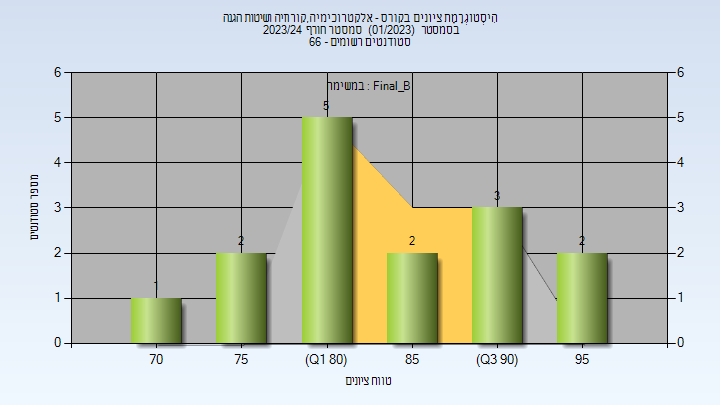 היסטוגרמת ציונים בקורס - אלקטרוכימיה,קורוזיה ושיטות הגנה
בסמסטר (01/2023) סמסטר חורף 2023/24
סטודנטים רשומים - 66
במשימה : Final_B
6 6
5 5
4 4
3 3
2 2
1 1
0 0
1
2
5
2
3
2
מספר סטודנטים
70 75 (Q1 80) 85 (Q3 90) 95
טווח ציונים